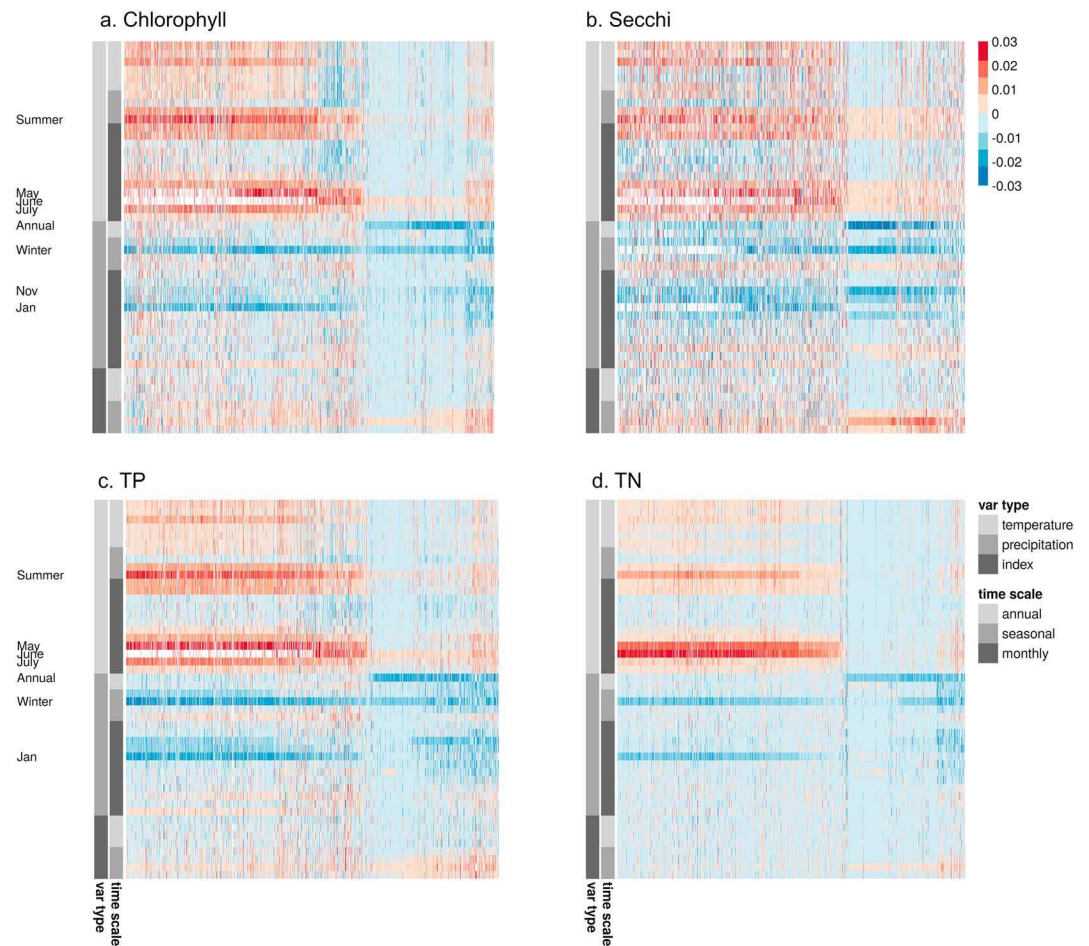 a. Chlorophyll
b. Secchi
0.03
0.02
0.01
0
-0.01
-0.02
-0.03
Summer
May
June
July
Annual
Winter
Nov
Jan
c. TP
d. TN
Summer
May
June
July
Annual
Winter
Jan
var type
temperature
precipitation
index
time scale
annual
seasonal
monthly
var type
time scale
var type
time scale